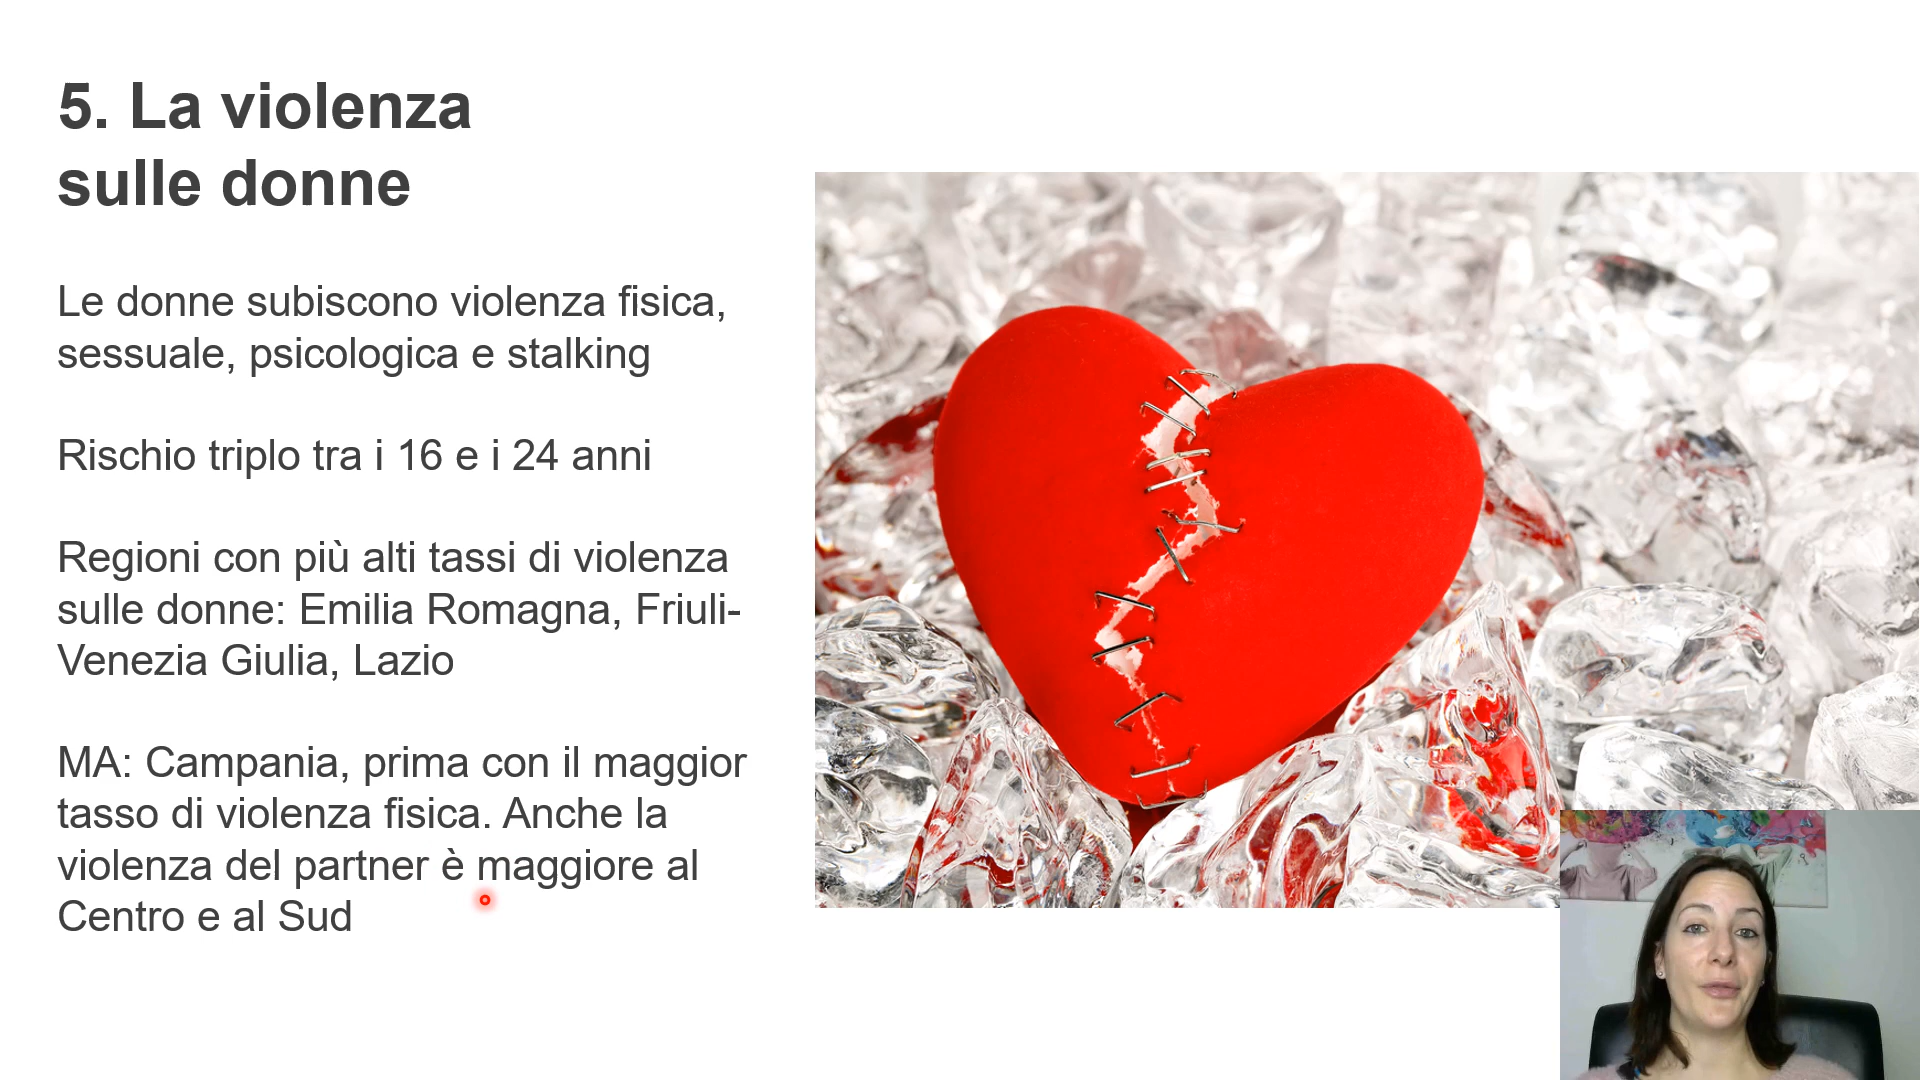 5. La violenza
sulle donne
Le donne subiscono violenza fisica,
sessuale, psicologica e stalking
Rischio triplo tra i 16 e i 24 anni
Regioni con più alti tassi di violenza
sulle donne: Emilia Romagna, Friuli-
Venezia Giulia, Lazio
MA: Campania, prima con il maggior
tasso di violenza fisica. Anche la
violenza del partner è maggiore al
Centro e al Sud